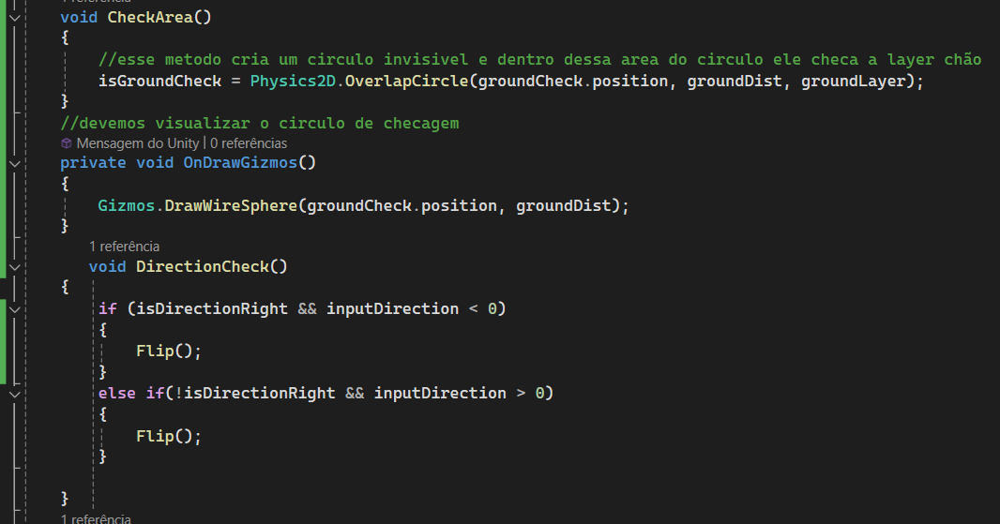 1 referência
void CheckArea()
{
//esse metodo cria um circulo invisivel e dentro dessa area do circulo ele checa a layer chão
isGroundCheck = Physics2D.OverlapCircle(groundCheck.position, groundDist, groundLayer);
}
//devemos visualizar o circulo de checagem
Mensagem do Unity | 0 referências
private void OnDrawGizmos()
{
Gizmos.DrawWireSphere(groundCheck.position, groundDist);
}
1 referência
void DirectionCheck()
{
if (isDirectionRight && inputDirection < 0)
{
Flip();
}
else if(!isDirectionRight && inputDirection > 0)
{
Flip();
}
}
1 referência